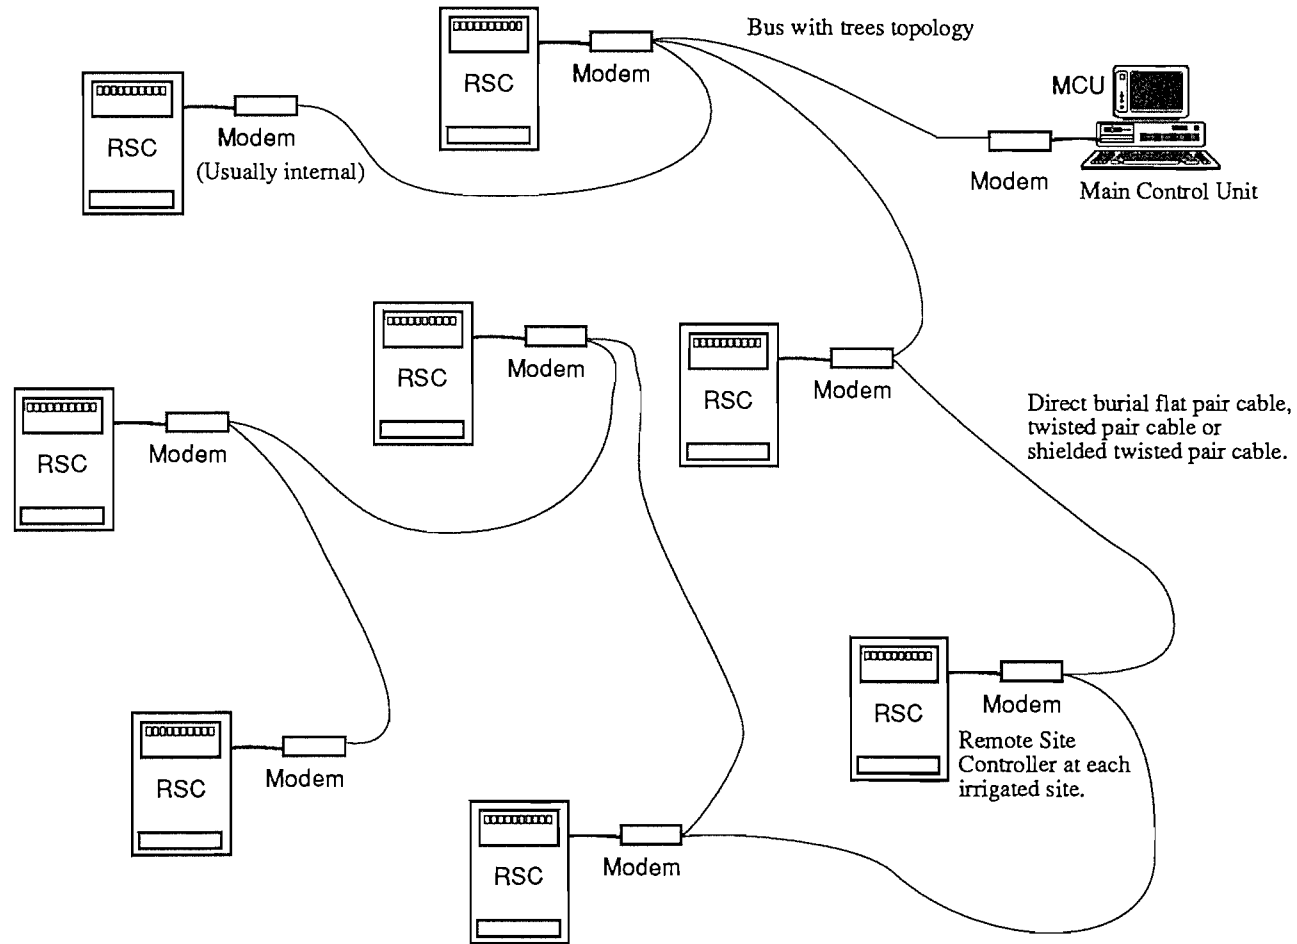 Bus with trees topology
RSC
Modem
MCU
RSC
Modem
(Usually internal)
Modem
Main Control Unit
RSC
Modem
RSC
Modem
Direct burial flat pair cable,
twisted pair cable or
shielded twisted pair cable.
RSC
Modem
RSC
Modem
Remote Site
Controller at each
irrigated site.
RSC
Modem
RSC
Modem